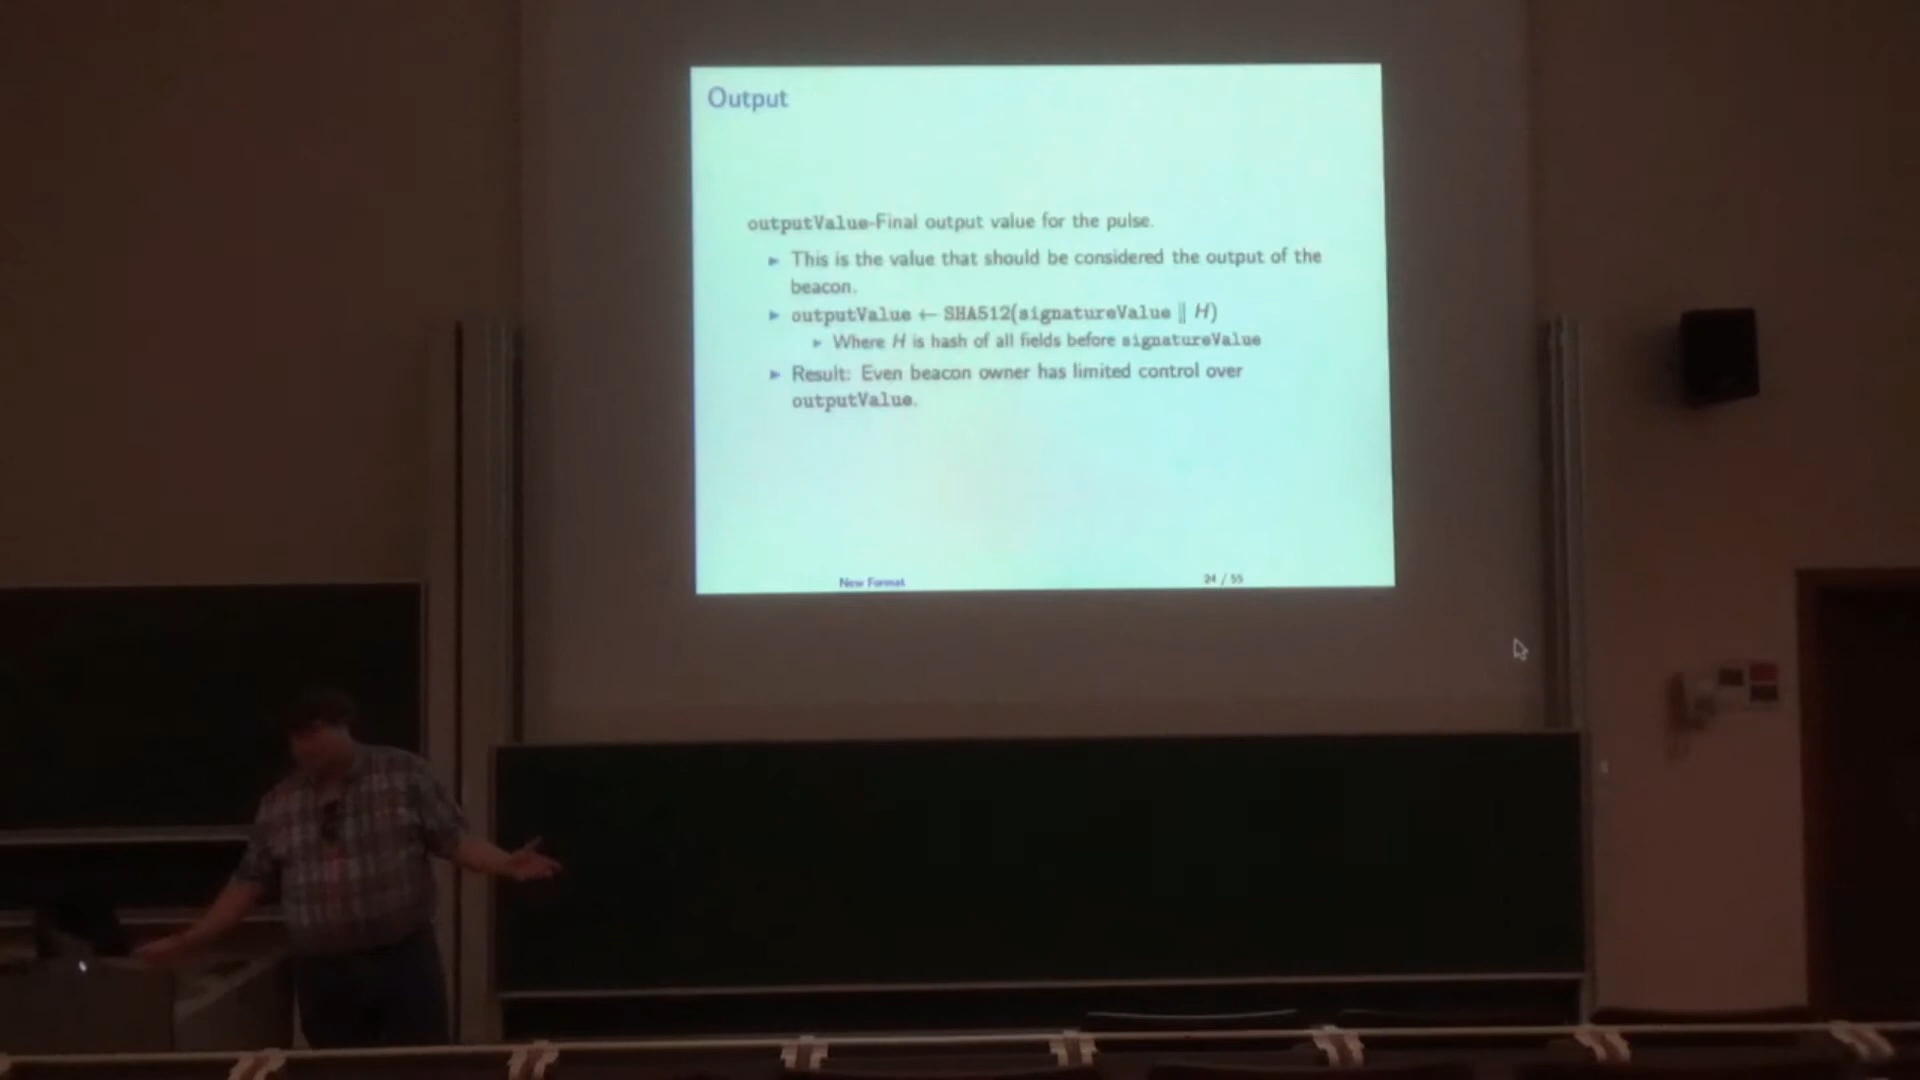 Output
outputValue-Final output value for the pulse.
▶ This is the value that should be considered the output of the
beacon.
▶ outputValue ← SHA512(signatureValue ∥ H)
▶ Where H is hash of all fields before signatureValue
▶ Result: Even beacon owner has limited control over
outputValue.
New Format 24 / 55